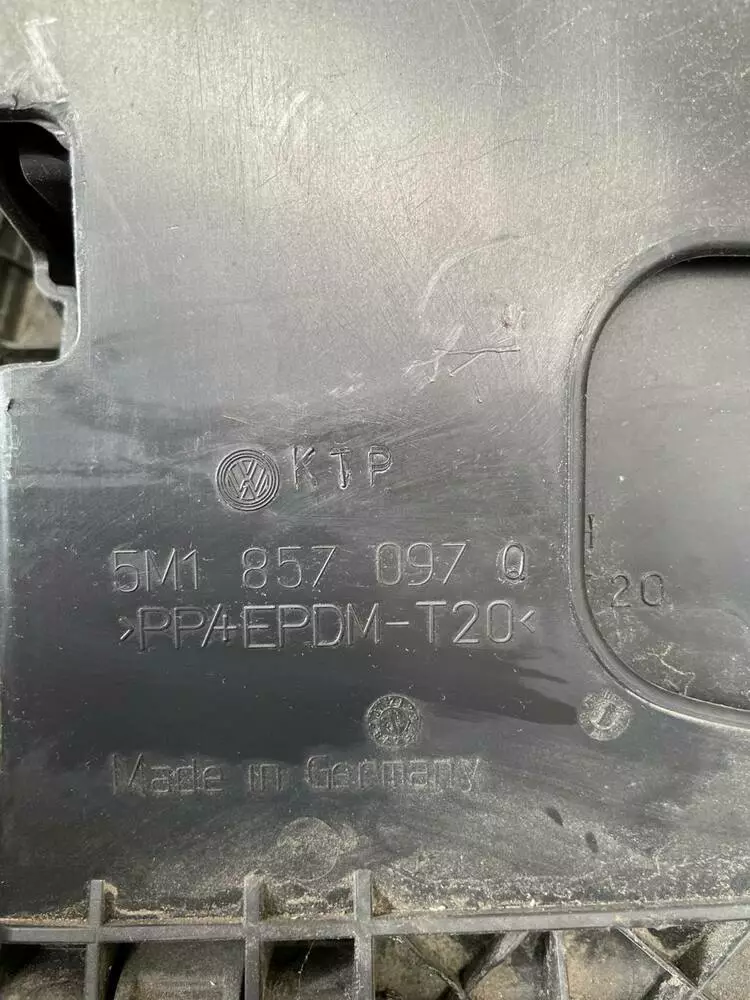 KTP
5M1 857 097 Q
>PP+EPDM-T20<
20
Made in Germany